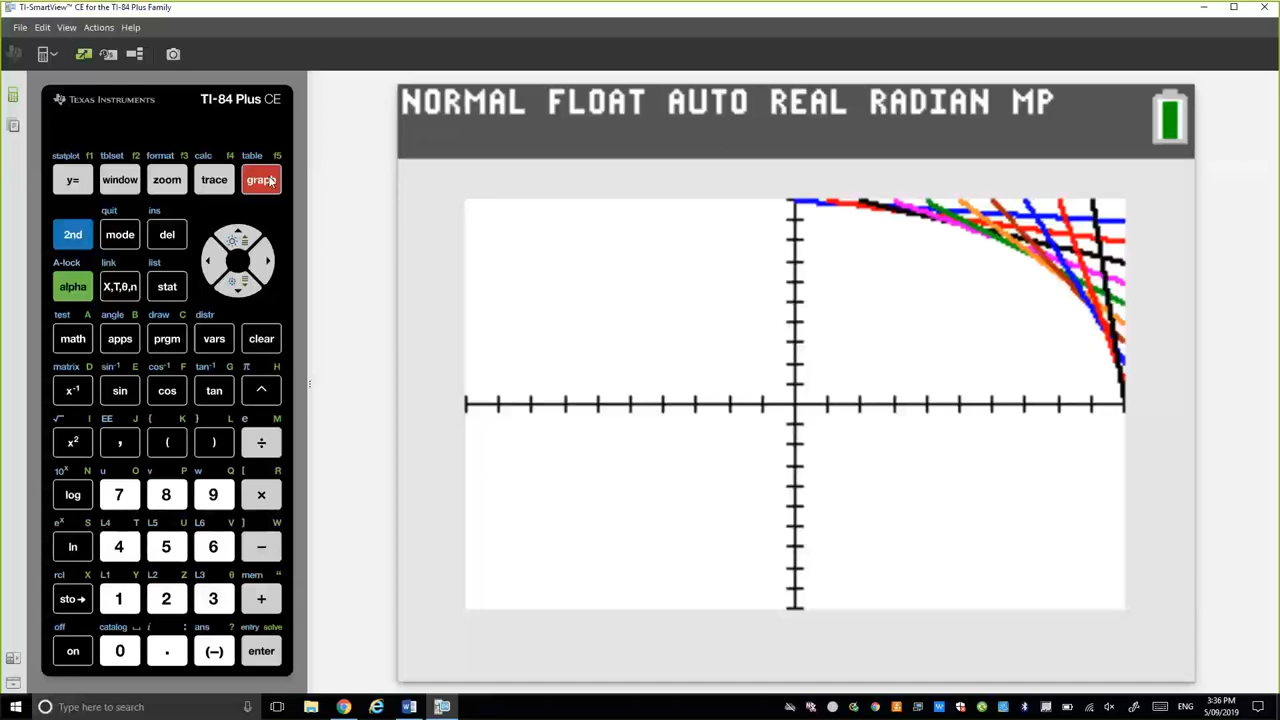 TI-SmartView™ CE for the TI-84 Plus Family
File Edit View Actions Help
TEXAS INSTRUMENTS TI-84 Plus CE
NORMAL FLOAT AUTO REAL RADIAN MP
statplot f1 tblset f2 format f3 calc f4 table f5
y= window zoom trace graph
quit ins
2nd mode del
A-lock link list
alpha X,T,θ,n stat
test A angle B draw C distr
math apps prgm vars clear
matrix D sin⁻¹ E cos⁻¹ F tan⁻¹ G π H
x⁻¹ sin cos tan ^
√ I EE J { K } L e M
x² , ( ) ÷
10ˣ N u O v P w Q [ R
log 7 8 9 ×
eˣ S L4 T L5 U L6 V ] W
ln 4 5 6 −
rcl X L1 Y L2 Z L3 θ mem "
sto→ 1 2 3 +
off catalog ␣ i : ans ? entry solve
on 0 . (−) enter
Type here to search
ENG
3:36 PM
5/09/2019